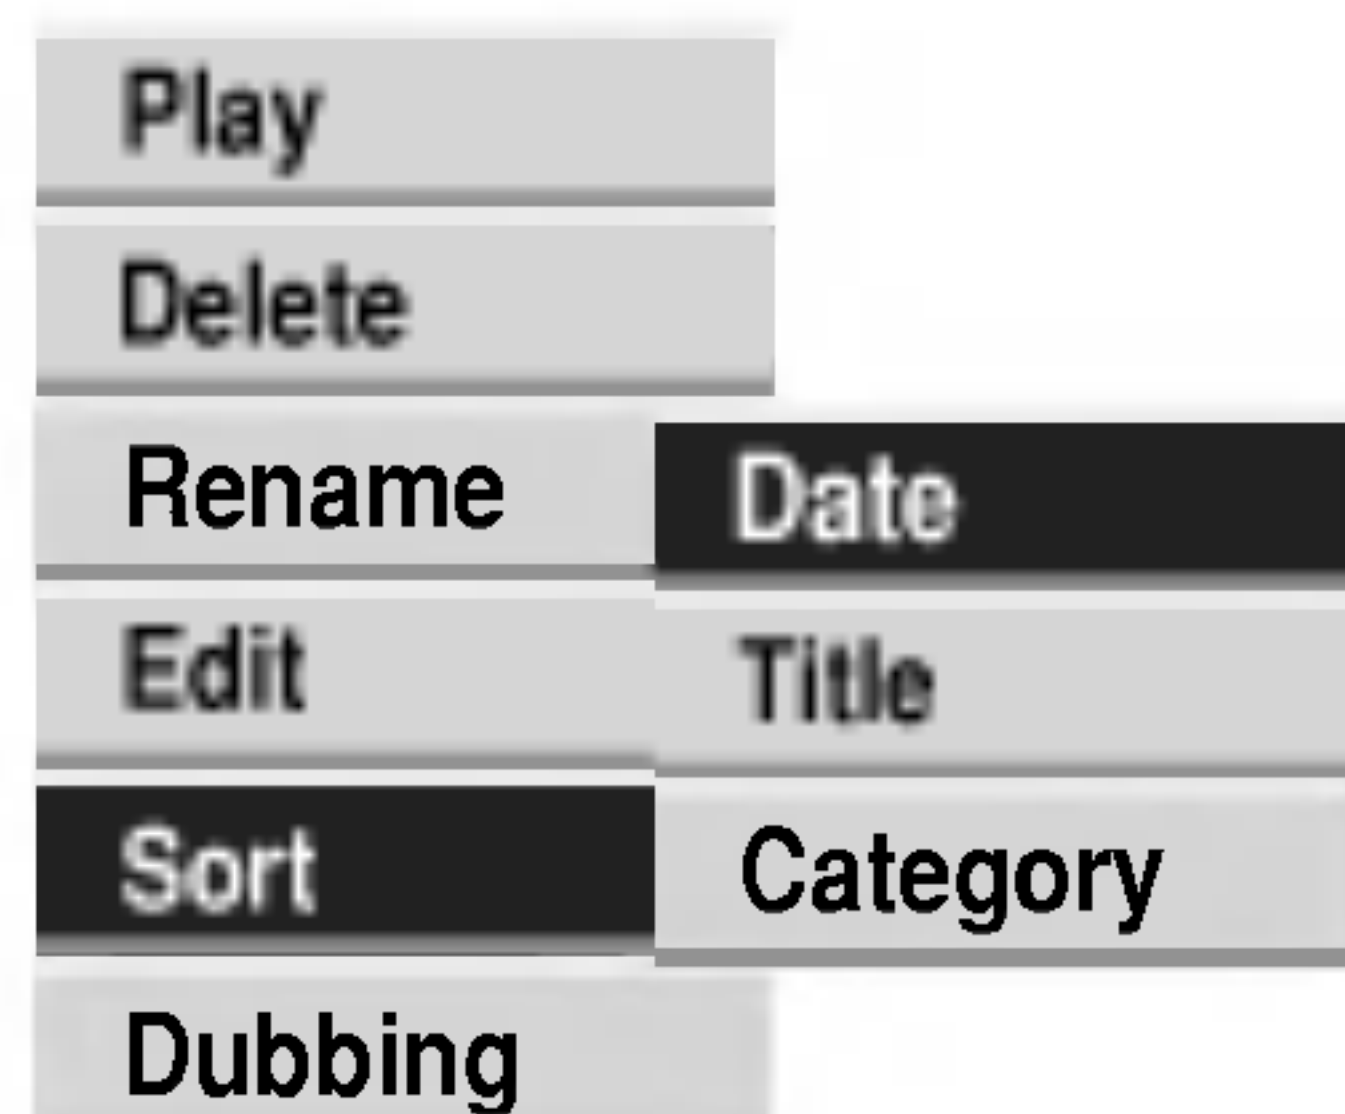 Play
Delete
Rename
Edit
Sort
Dubbing
Date
Title
Category